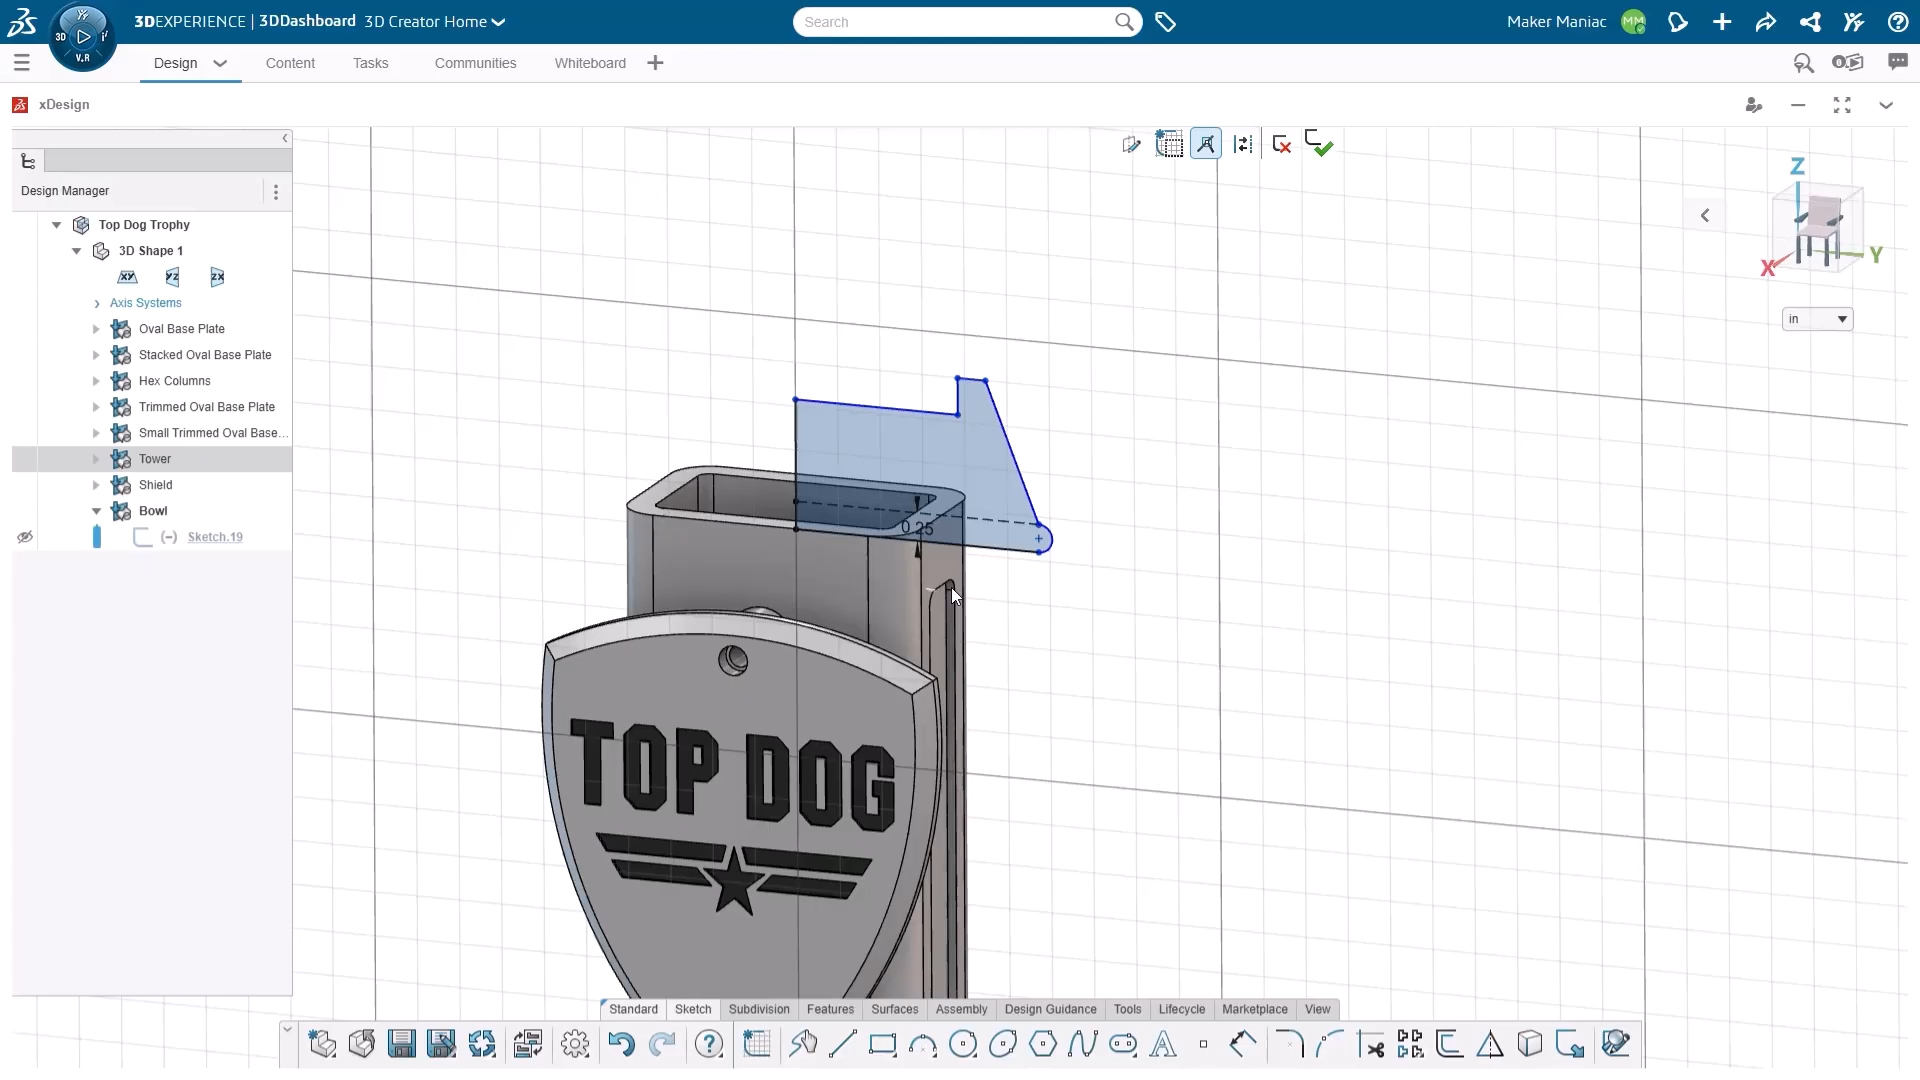 3DEXPERIENCE | 3DDashboard 3D Creator Home
Search
Maker Maniac
MM
3D
V.R
Design
Content
Tasks
Communities
Whiteboard
xDesign
Design Manager
Top Dog Trophy
3D Shape 1
XY
YZ
ZX
Axis Systems
Oval Base Plate
Stacked Oval Base Plate
Hex Columns
Trimmed Oval Base Plate
Small Trimmed Oval Base...
Tower
Shield
Bowl
(-) Sketch.19
Z
Y
X
in
0.25
TOP DOG
Standard
Sketch
Subdivision
Features
Surfaces
Assembly
Design Guidance
Tools
Lifecycle
Marketplace
View